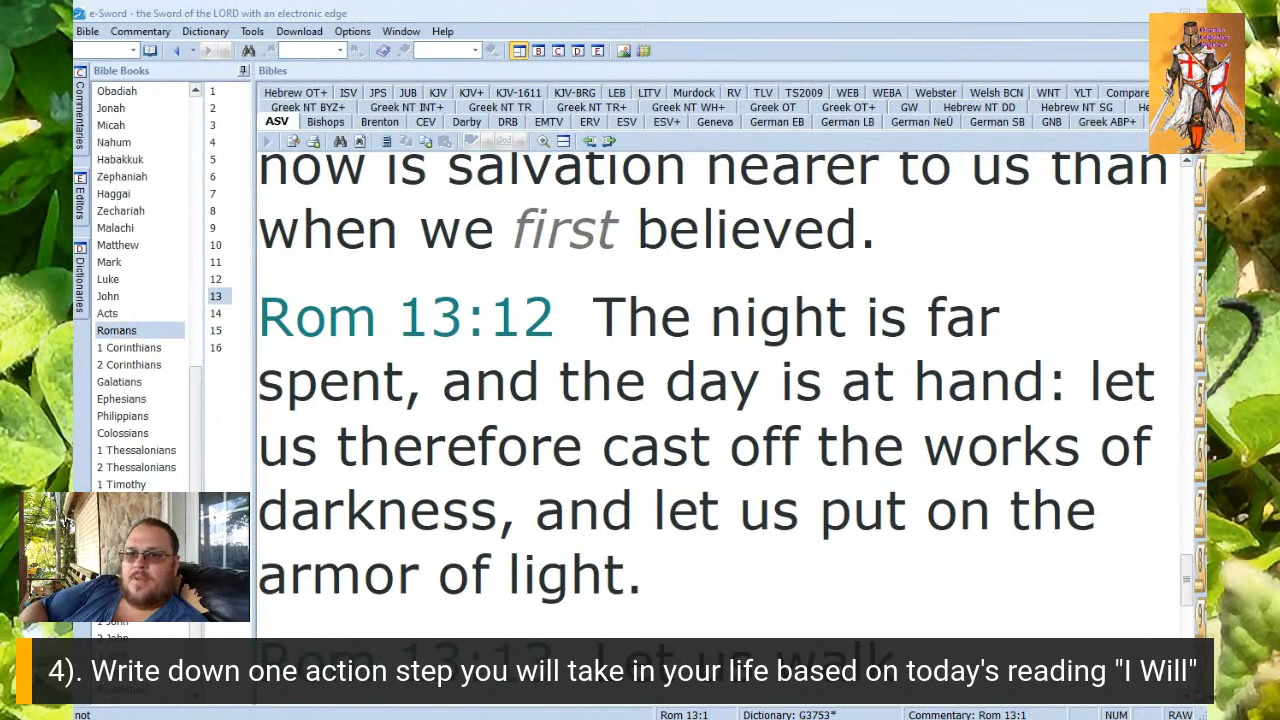 e-Sword - the Sword of the LORD with an electronic edge
Bible Commentary Dictionary Tools Download Options Window Help
Bible Books
Bibles
Commentaries
Editors
Dictionaries
Obadiah 1
Jonah 2
Micah 3
Nahum 4
Habakkuk 5
Zephaniah 6
Haggai 7
Zechariah 8
Malachi 9
Matthew 10
Mark 11
Luke 12
John 13
Acts 14
Romans 15
1 Corinthians 16
2 Corinthians
Galatians
Ephesians
Philippians
Colossians
1 Thessalonians
2 Thessalonians
1 Timothy
Hebrew OT+ ISV JPS JUB KJV KJV+ KJV-1611 KJV-BRG LEB LITV Murdock RV TLV TS2009 WEB WEBA Webster Welsh BCN WNT YLT Compare
Greek NT BYZ+ Greek NT INT+ Greek NT TR Greek NT TR+ Greek NT WH+ Greek OT Greek OT+ GW Hebrew NT DD Hebrew NT SG He
ASV Bishops Brenton CEV Darby DRB EMTV ERV ESV ESV+ Geneva German EB German LB German NeÜ German SB GNB Greek ABP+
now is salvation nearer to us than
when we first believed.
Rom 13:12 The night is far
spent, and the day is at hand: let
us therefore cast off the works of
darkness, and let us put on the
armor of light.
Rom 13:13 Let us walk
4). Write down one action step you will take in your life based on today's reading "I Will"
not Rom 13:1 Dictionary: G3753* Commentary: Rom 13:1 NUM RAW